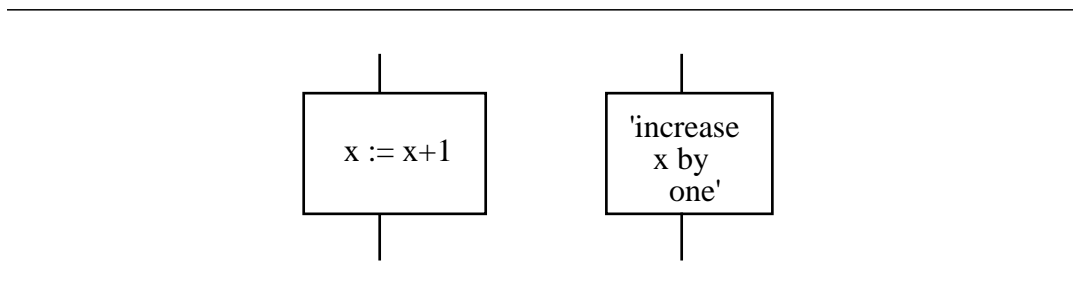 x := x+1
'increase
x by
one'